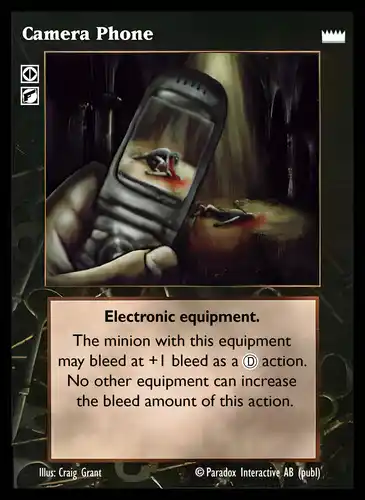 Camera Phone
Electronic equipment.
The minion with this equipment
may bleed at +1 bleed as a Ⓓ action.
No other equipment can increase
the bleed amount of this action.
Illus: Craig Grant © Paradox Interactive AB (publ)